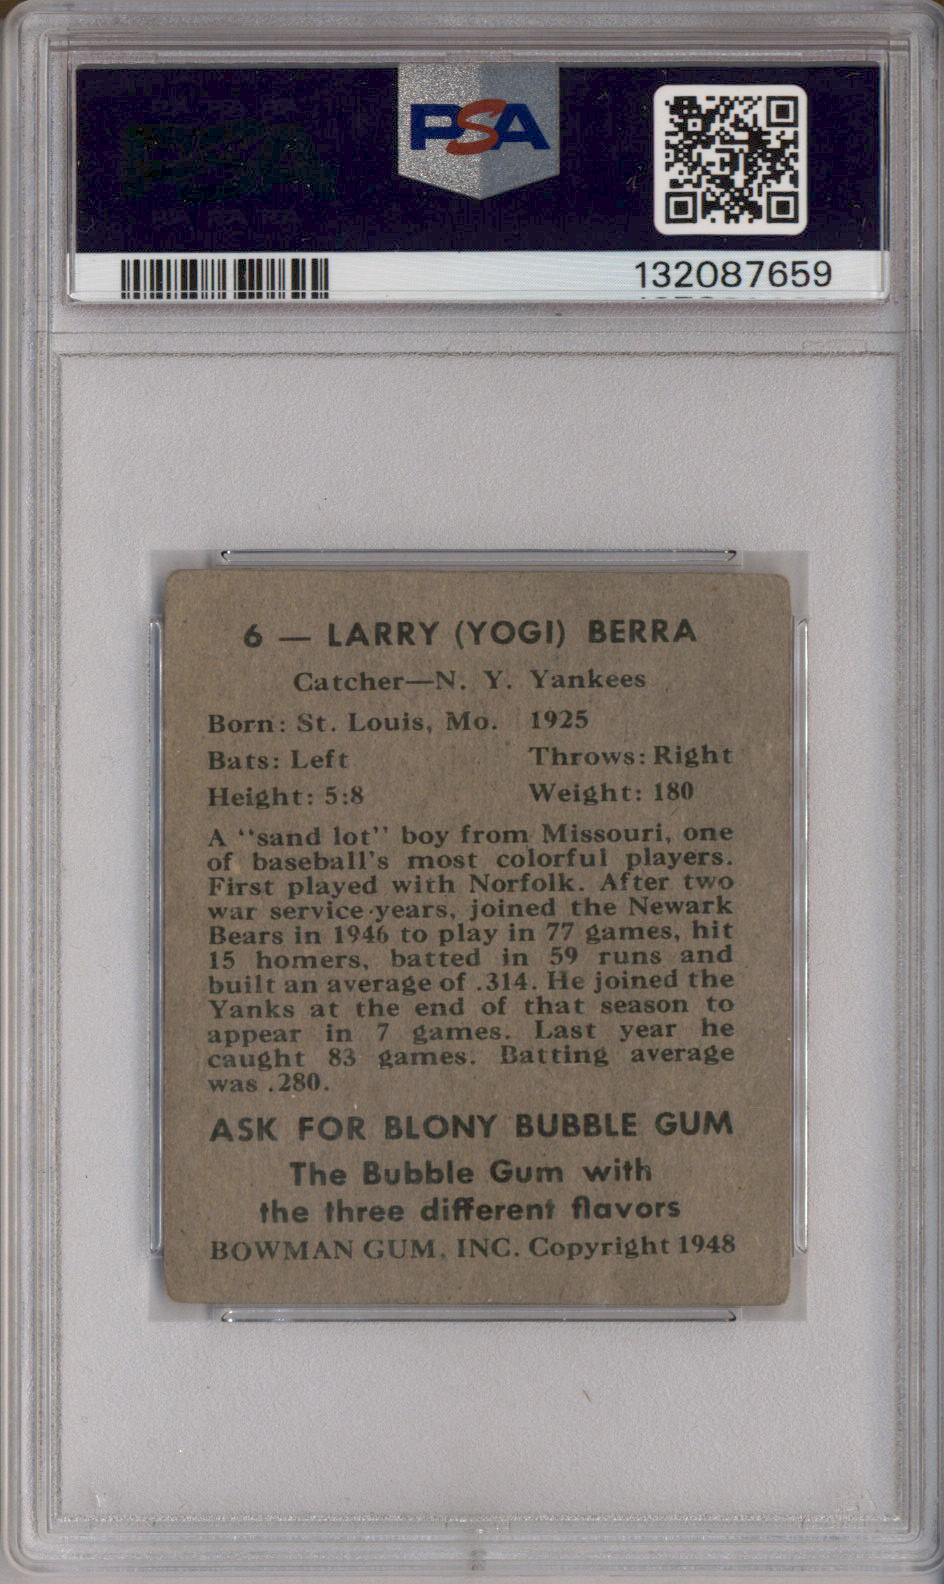 PSA
132087659
6 — LARRY (YOGI) BERRA
Catcher—N. Y. Yankees
Born: St. Louis, Mo. 1925
Bats: Left Throws: Right
Height: 5:8 Weight: 180
A "sand lot" boy from Missouri, one
of baseball's most colorful players.
First played with Norfolk. After two
war service years, joined the Newark
Bears in 1946 to play in 77 games, hit
15 homers, batted in 59 runs and
built an average of .314. He joined the
Yanks at the end of that season to
appear in 7 games. Last year he
caught 83 games. Batting average
was .280.
ASK FOR BLONY BUBBLE GUM
The Bubble Gum with
the three different flavors
BOWMAN GUM, INC. Copyright 1948